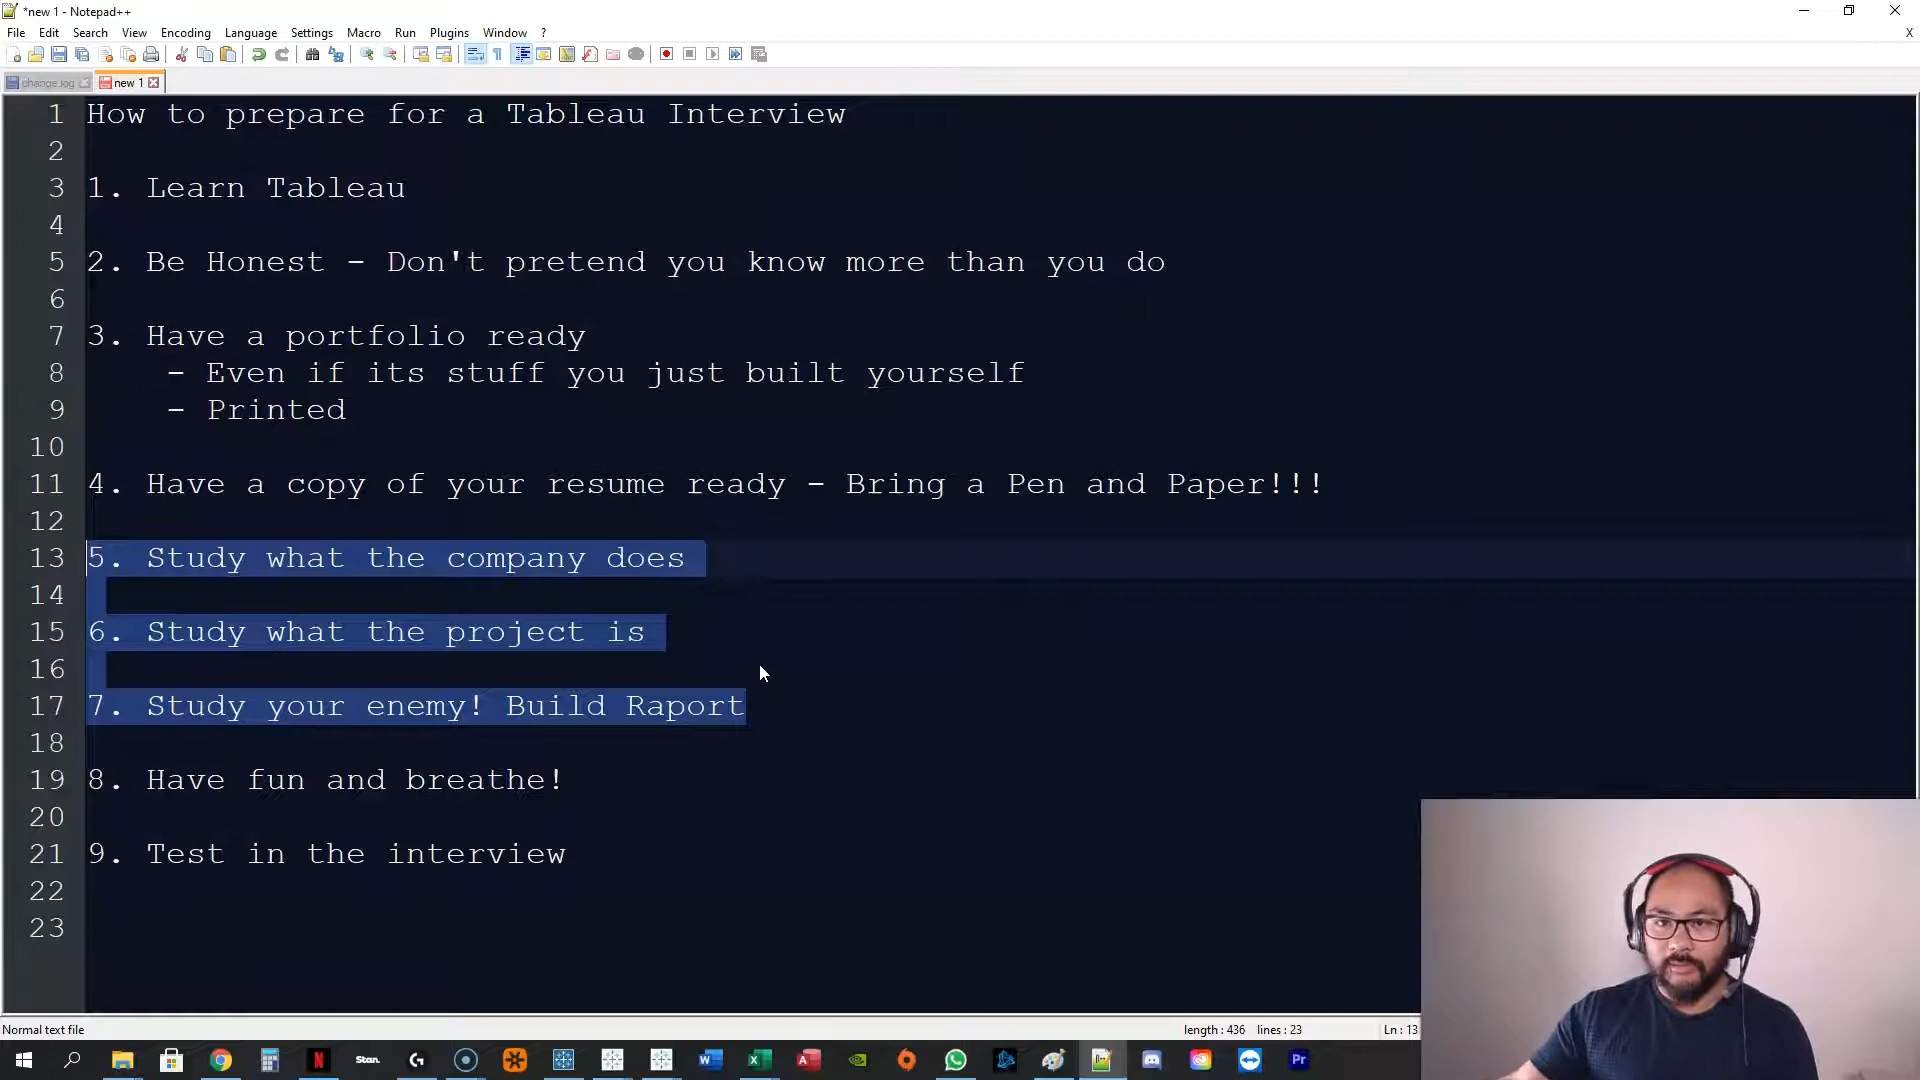 *new 1 - Notepad++
File Edit Search View Encoding Language Settings Macro Run Plugins Window ? X
change.log new 1
1 How to prepare for a Tableau Interview
2
3 1. Learn Tableau
4
5 2. Be Honest - Don't pretend you know more than you do
6
7 3. Have a portfolio ready
8 - Even if its stuff you just built yourself
9 - Printed
10
11 4. Have a copy of your resume ready - Bring a Pen and Paper!!!
12
13 5. Study what the company does
14
15 6. Study what the project is
16
17 7. Study your enemy! Build Raport
18
19 8. Have fun and breathe!
20
21 9. Test in the interview
22
23
Normal text file length : 436 lines : 23 Ln : 13
Stan. Pr